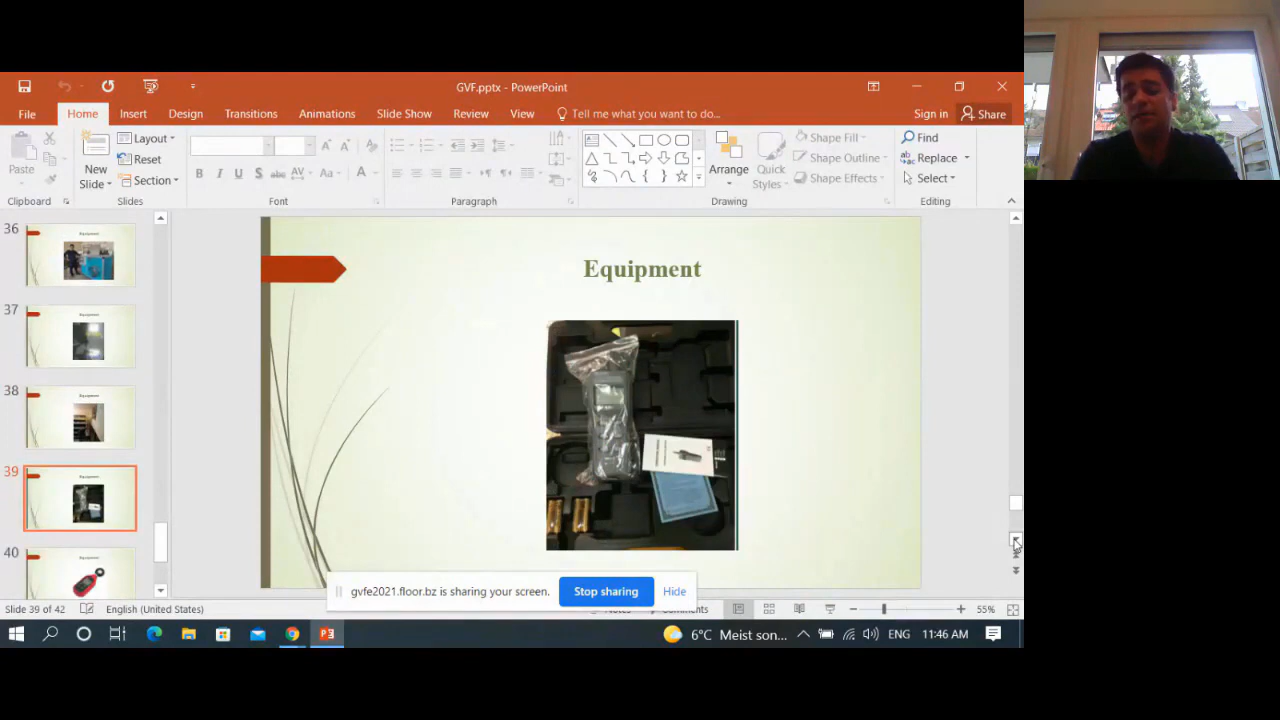 GVF.pptx - PowerPoint
File Home Insert Design Transitions Animations Slide Show Review View Tell me what you want to do... Sign in Share
Paste
Clipboard
New Slide
Layout
Reset
Section
Slides
B I U S abc AV Aa A
Font
Paragraph
Arrange
Quick Styles
Shape Fill
Shape Outline
Shape Effects
Drawing
Find
Replace
Select
Editing
36
37
38
39
40
Equipment
gvfe2021.floor.bz is sharing your screen. Stop sharing Hide
Slide 39 of 42 English (United States) Notes Comments 55%
6°C Meist son... ENG 11:46 AM